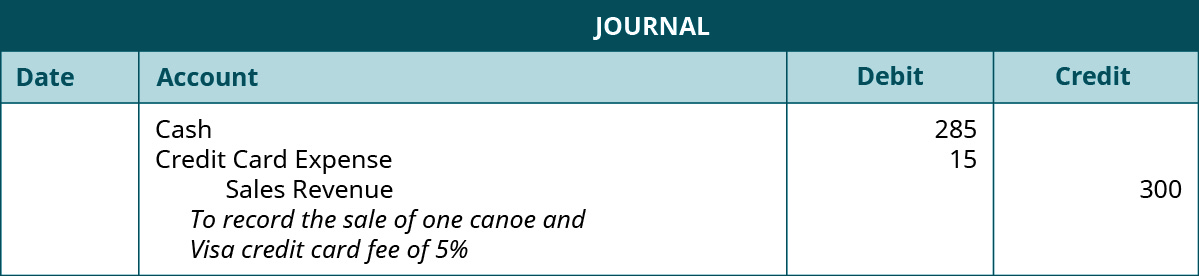 JOURNAL
Date Account Debit Credit
Cash 285
Credit Card Expense 15
Sales Revenue 300
To record the sale of one canoe and
Visa credit card fee of 5%